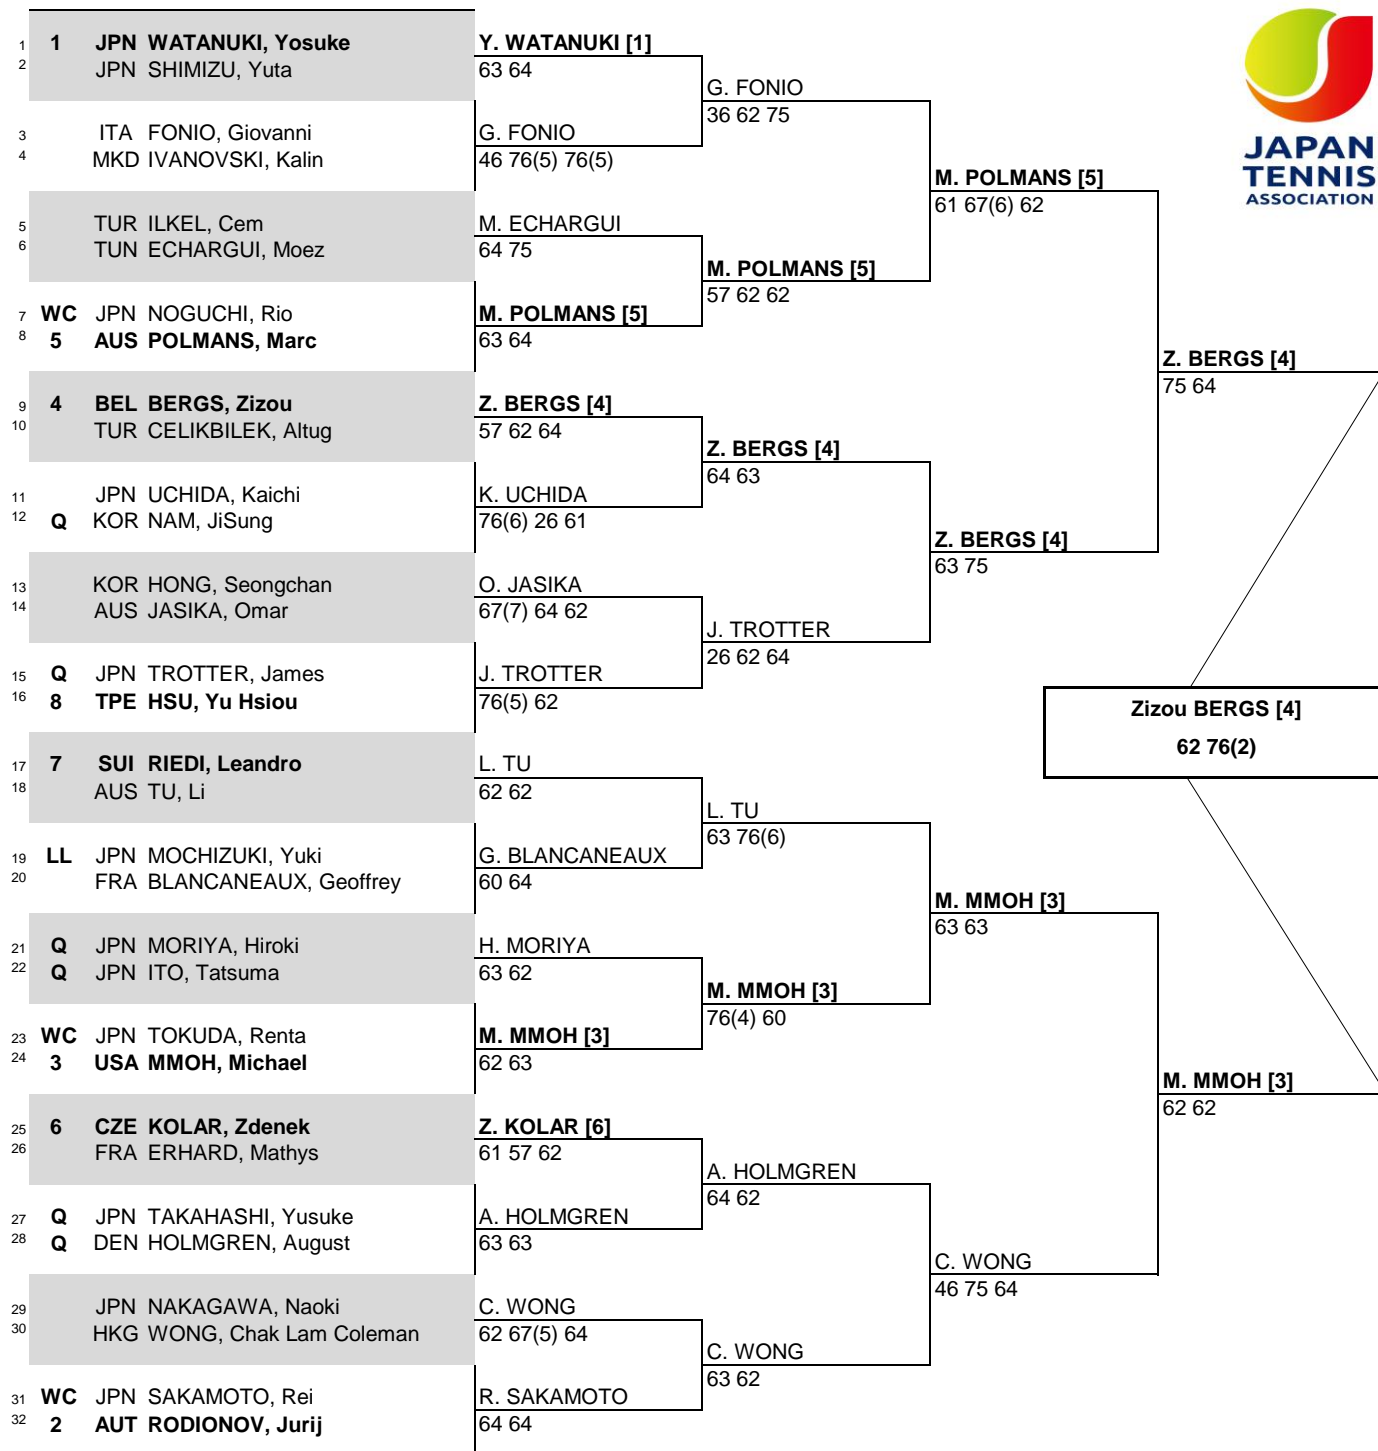 1 1 JPN WATANUKI, Yosuke
2 JPN SHIMIZU, Yuta
3 ITA FONIO, Giovanni
4 MKD IVANOVSKI, Kalin
5 TUR ILKEL, Cem
6 TUN ECHARGUI, Moez
7 WC JPN NOGUCHI, Rio
8 5 AUS POLMANS, Marc
9 4 BEL BERGS, Zizou
10 TUR CELIKBILEK, Altug
11 JPN UCHIDA, Kaichi
12 Q KOR NAM, JiSung
13 KOR HONG, Seongchan
14 AUS JASIKA, Omar
15 Q JPN TROTTER, James
16 8 TPE HSU, Yu Hsiou
17 7 SUI RIEDI, Leandro
18 AUS TU, Li
19 LL JPN MOCHIZUKI, Yuki
20 FRA BLANCANEAUX, Geoffrey
21 Q JPN MORIYA, Hiroki
22 Q JPN ITO, Tatsuma
23 WC JPN TOKUDA, Renta
24 3 USA MMOH, Michael
25 6 CZE KOLAR, Zdenek
26 FRA ERHARD, Mathys
27 Q JPN TAKAHASHI, Yusuke
28 Q DEN HOLMGREN, August
29 JPN NAKAGAWA, Naoki
30 HKG WONG, Chak Lam Coleman
31 WC JPN SAKAMOTO, Rei
32 2 AUT RODIONOV, Jurij
Y. WATANUKI [1]
63 64
G. FONIO
46 76(5) 76(5)
M. ECHARGUI
64 75
M. POLMANS [5]
63 64
Z. BERGS [4]
57 62 64
K. UCHIDA
76(6) 26 61
O. JASIKA
67(7) 64 62
J. TROTTER
76(5) 62
L. TU
62 62
G. BLANCANEAUX
60 64
H. MORIYA
63 62
M. MMOH [3]
62 63
Z. KOLAR [6]
61 57 62
A. HOLMGREN
63 63
C. WONG
62 67(5) 64
R. SAKAMOTO
64 64
G. FONIO
36 62 75
M. POLMANS [5]
57 62 62
Z. BERGS [4]
64 63
J. TROTTER
26 62 64
L. TU
63 76(6)
M. MMOH [3]
76(4) 60
A. HOLMGREN
64 62
C. WONG
63 62
M. POLMANS [5]
61 67(6) 62
Z. BERGS [4]
63 75
M. MMOH [3]
63 63
C. WONG
46 75 64
Z. BERGS [4]
75 64
M. MMOH [3]
62 62
Zizou BERGS [4]
62 76(2)
JAPAN
TENNIS
ASSOCIATION